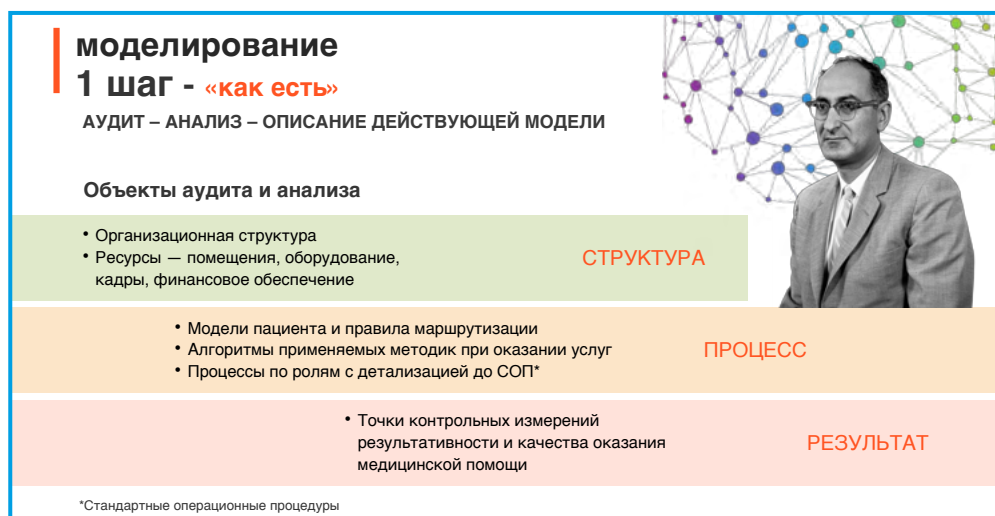 моделирование
1 шаг - «как есть»
АУДИТ – АНАЛИЗ – ОПИСАНИЕ ДЕЙСТВУЮЩЕЙ МОДЕЛИ
Объекты аудита и анализа
• Организационная структура
• Ресурсы — помещения, оборудование,
кадры, финансовое обеспечение
СТРУКТУРА
• Модели пациента и правила маршрутизации
• Алгоритмы применяемых методик при оказании услуг
• Процессы по ролям с детализацией до СОП*
ПРОЦЕСС
• Точки контрольных измерений
результативности и качества оказания
медицинской помощи
РЕЗУЛЬТАТ
*Стандартные операционные процедуры